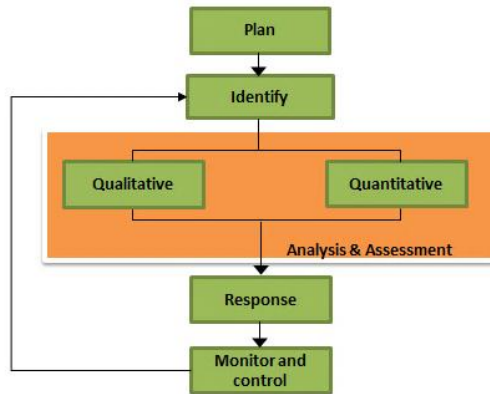 Plan
Identify
Qualitative
Quantitative
Analysis & Assessment
Response
Monitor and
control